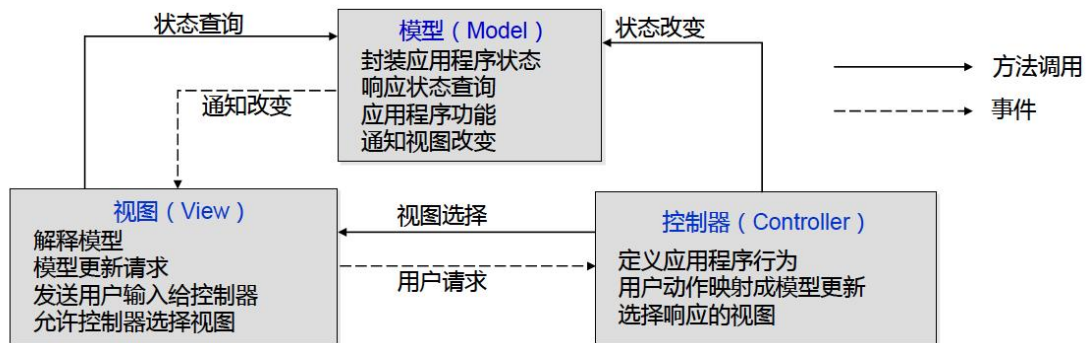 状态查询
模型（Model）
封装应用程序状态
响应状态查询
应用程序功能
通知视图改变
状态改变
方法调用
事件
通知改变
视图（View）
解释模型
模型更新请求
发送用户输入给控制器
允许控制器选择视图
视图选择
用户请求
控制器（Controller）
定义应用程序行为
用户动作映射成模型更新
选择响应的视图